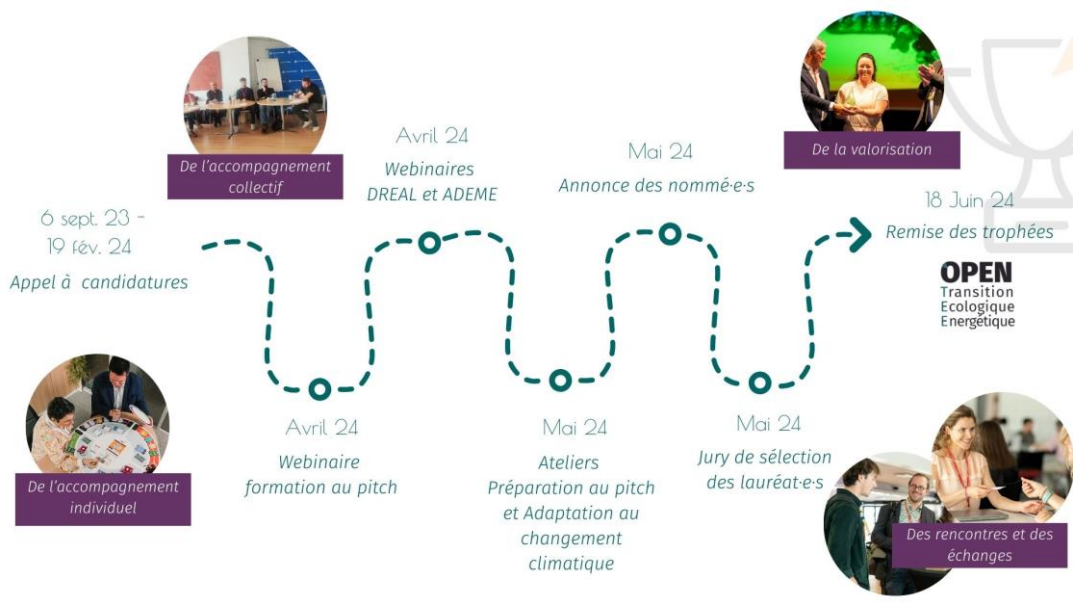 De l'accompagnement
collectif
Avril 24
Webinaires
DREAL et ADEME
Mai 24
Annonce des nommé·e·s
De la valorisation
6 sept. 23 -
19 fév. 24
Appel à candidatures
18 Juin 24
Remise des trophées
OPEN
Transition
Ecologique
Energétique
De l'accompagnement
individuel
Avril 24
Webinaire
formation au pitch
Mai 24
Ateliers
Préparation au pitch
et Adaptation au
changement
climatique
Mai 24
Jury de sélection
des lauréat·e·s
Des rencontres et des
échanges